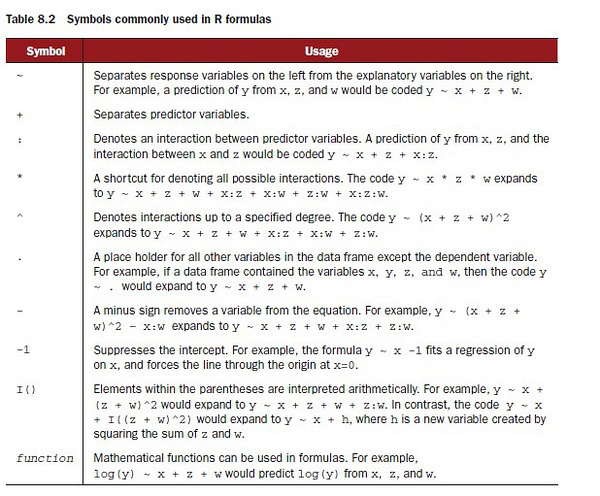 Table 8.2 Symbols commonly used in R formulas
Symbol Usage
~ Separates response variables on the left from the explanatory variables on the right.
For example, a prediction of y from x, z, and w would be coded y ~ x + z + w.
+ Separates predictor variables.
: Denotes an interaction between predictor variables. A prediction of y from x, z, and the
interaction between x and z would be coded y ~ x + z + x:z.
* A shortcut for denoting all possible interactions. The code y ~ x * z * w expands
to y ~ x + z + w + x:z + x:w + z:w + x:z:w.
^ Denotes interactions up to a specified degree. The code y ~ (x + z + w)^2
expands to y ~ x + z + w + x:z + x:w + z:w.
. A place holder for all other variables in the data frame except the dependent variable.
For example, if a data frame contained the variables x, y, z, and w, then the code y
~ . would expand to y ~ x + z + w.
- A minus sign removes a variable from the equation. For example, y ~ (x + z +
w)^2 - x:w expands to y ~ x + z + w + x:z + z:w.
-1 Suppresses the intercept. For example, the formula y ~ x -1 fits a regression of y
on x, and forces the line through the origin at x=0.
I() Elements within the parentheses are interpreted arithmetically. For example, y ~ x +
(z + w)^2 would expand to y ~ x + z + w + z:w. In contrast, the code y ~ x
+ I((z + w)^2) would expand to y ~ x + h, where h is a new variable created by
squaring the sum of z and w.
function Mathematical functions can be used in formulas. For example,
log(y) ~ x + z + w would predict log(y) from x, z, and w.